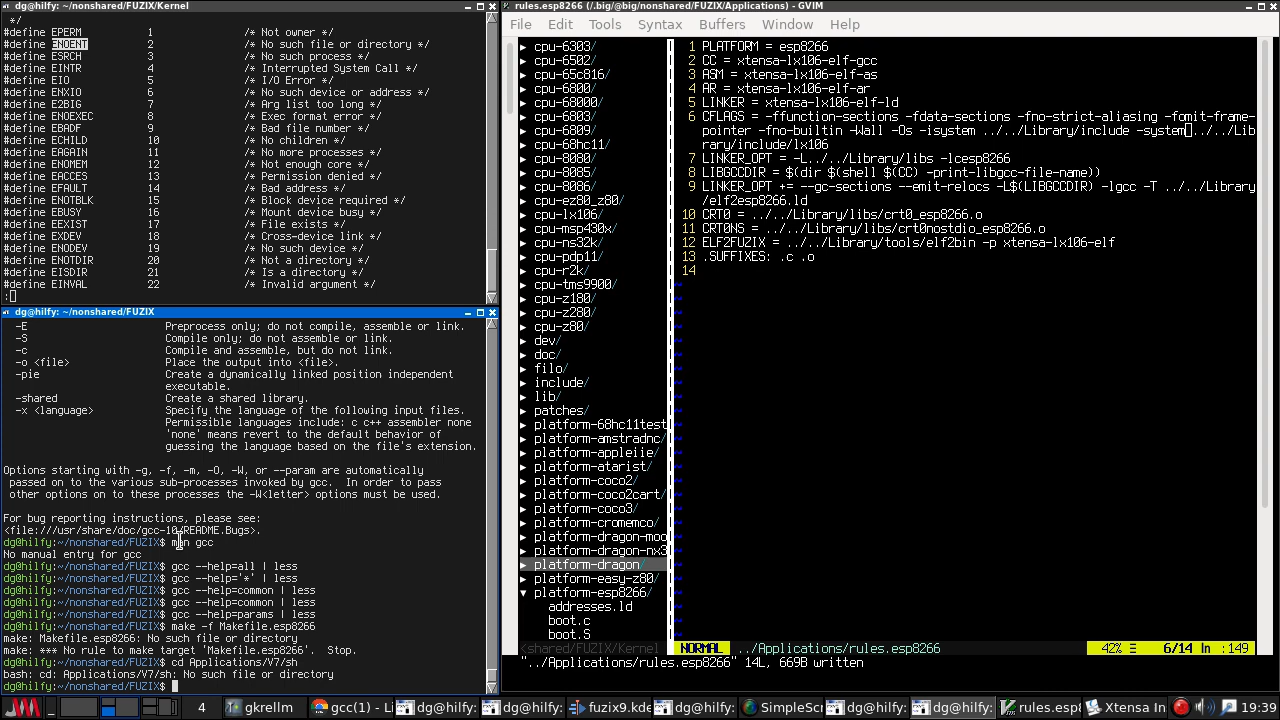 dg@hilfy: ~/nonshared/FUZIX/Kernel
*/
#define EPERM 1 /* Not owner */
#define ENOENT 2 /* No such file or directory */
#define ESRCH 3 /* No such process */
#define EINTR 4 /* Interrupted System Call */
#define EIO 5 /* I/O Error */
#define ENXIO 6 /* No such device or address */
#define E2BIG 7 /* Arg list too long */
#define ENOEXEC 8 /* Exec format error */
#define EBADF 9 /* Bad file number */
#define ECHILD 10 /* No children */
#define EAGAIN 11 /* No more processes */
#define ENOMEM 12 /* Not enough core */
#define EACCES 13 /* Permission denied */
#define EFAULT 14 /* Bad address */
#define ENOTBLK 15 /* Block device required */
#define EBUSY 16 /* Mount device busy */
#define EEXIST 17 /* File exists */
#define EXDEV 18 /* Cross-device link */
#define ENODEV 19 /* No such device */
#define ENOTDIR 20 /* Not a directory */
#define EISDIR 21 /* Is a directory */
#define EINVAL 22 /* Invalid argument */
:
dg@hilfy: ~/nonshared/FUZIX
-E Preprocess only; do not compile, assemble or link.
-S Compile only; do not assemble or link.
-c Compile and assemble, but do not link.
-o <file> Place the output into <file>.
-pie Create a dynamically linked position independent
executable.
-shared Create a shared library.
-x <language> Specify the language of the following input files.
Permissible languages include: c c++ assembler none
'none' means revert to the default behavior of
guessing the language based on the file's extension.
Options starting with -g, -f, -m, -O, -W, or --param are automatically
passed on to the various sub-processes invoked by gcc. In order to pass
other options on to these processes the -W<letter> options must be used.
For bug reporting instructions, please see:
<file:///usr/share/doc/gcc-10/README.Bugs>.
dg@hilfy:~/nonshared/FUZIX$ man gcc
No manual entry for gcc
dg@hilfy:~/nonshared/FUZIX$ gcc --help=all | less
dg@hilfy:~/nonshared/FUZIX$ gcc --help='*' | less
dg@hilfy:~/nonshared/FUZIX$ gcc --help=common | less
dg@hilfy:~/nonshared/FUZIX$ gcc --help=common | less
dg@hilfy:~/nonshared/FUZIX$ gcc --help=params | less
dg@hilfy:~/nonshared/FUZIX$ make -f Makefile.esp8266
make: Makefile.esp8266: No such file or directory
make: *** No rule to make target 'Makefile.esp8266'. Stop.
dg@hilfy:~/nonshared/FUZIX$ cd Applications/V7/sh
bash: cd: Applications/V7/sh: No such file or directory
dg@hilfy:~/nonshared/FUZIX$
rules.esp8266 (/.big/@big/nonshared/FUZIX/Applications) - GVIM
File Edit Tools Syntax Buffers Window Help
▸ cpu-6303/
▸ cpu-6502/
▸ cpu-65c816/
▸ cpu-6800/
▸ cpu-68000/
▸ cpu-6803/
▸ cpu-6809/
▸ cpu-68hc11/
▸ cpu-8080/
▸ cpu-8085/
▸ cpu-8086/
▸ cpu-ez80_z80/
▸ cpu-lx106/
▸ cpu-msp430x/
▸ cpu-ns32k/
▸ cpu-pdp11/
▸ cpu-r2k/
▸ cpu-tms9900/
▸ cpu-z180/
▸ cpu-z280/
▸ cpu-z80/
▸ dev/
▸ doc/
▸ filo/
▸ include/
▸ lib/
▸ patches/
▸ platform-68hc11test
▸ platform-amstradnc/
▸ platform-appleiie/
▸ platform-atarist/
▸ platform-coco2/
▸ platform-coco2cart/
▸ platform-coco3/
▸ platform-cromemco/
▸ platform-dragon-moo
▸ platform-dragon-nx3
▸ platform-dragon/
▸ platform-easy-z80/
▾ platform-esp8266/
addresses.ld
boot.c
boot.S
<shared/FUZIX/Kernel
1 PLATFORM = esp8266
2 CC = xtensa-lx106-elf-gcc
3 ASM = xtensa-lx106-elf-as
4 AR = xtensa-lx106-elf-ar
5 LINKER = xtensa-lx106-elf-ld
6 CFLAGS = -ffunction-sections -fdata-sections -fno-strict-aliasing -fomit-frame-
pointer -fno-builtin -Wall -Os -isystem ../../Library/include -system ../../Lib
rary/include/lx106
7 LINKER_OPT = -L../../Library/libs -lcesp8266
8 LIBGCCDIR = $(dir $(shell $(CC) -print-libgcc-file-name))
9 LINKER_OPT += --gc-sections --emit-relocs -L$(LIBGCCDIR) -lgcc -T ../../Library
/elf2esp8266.ld
10 CRT0 = ../../Library/libs/crt0_esp8266.o
11 CRT0NS = ../../Library/libs/crt0nostdio_esp8266.o
12 ELF2FUZIX = ../../Library/tools/elf2bin -p xtensa-lx106-elf
13 .SUFFIXES: .c .o
14
~
NORMAL ../Applications/rules.esp8266 42% ☰ 6/14 ln :149
"../Applications/rules.esp8266" 14L, 669B written
4 gkrellm gcc(1) - Li dg@hilfy: dg@hilfy: fuzix9.kde dg@hilfy: SimpleScr dg@hilfy: dg@hilfy: rules.esp Xtensa In 19:39